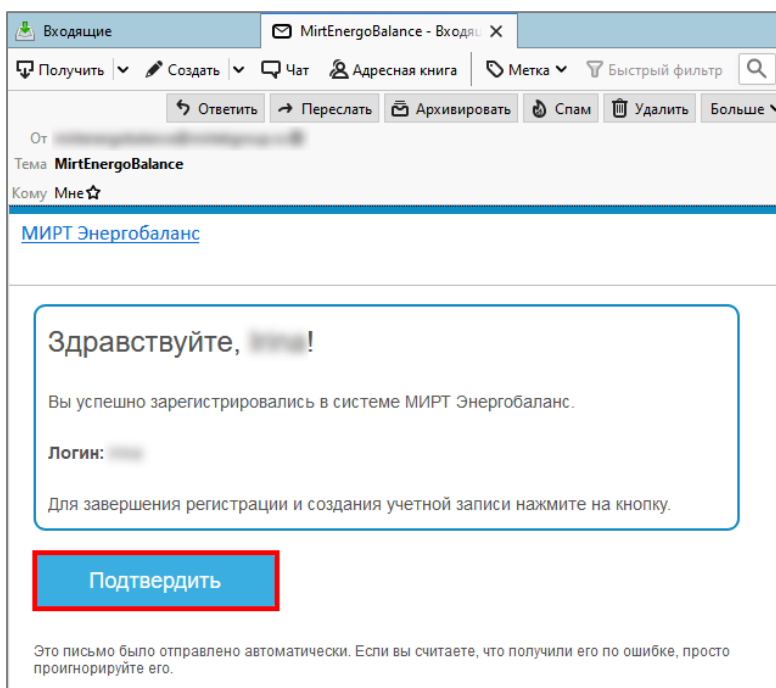 Входящие
MirtEnergoBalance - Входящ
Получить Создать Чат Адресная книга Метка Быстрый фильтр
Ответить Переслать Архивировать Спам Удалить Больше
От
Тема MirtEnergoBalance
Кому Мне
МИРТ Энергобаланс
Здравствуйте, !
Вы успешно зарегистрировались в системе МИРТ Энергобаланс.
Логин:
Для завершения регистрации и создания учетной записи нажмите на кнопку.
Подтвердить
Это письмо было отправлено автоматически. Если вы считаете, что получили его по ошибке, просто
проигнорируйте его.